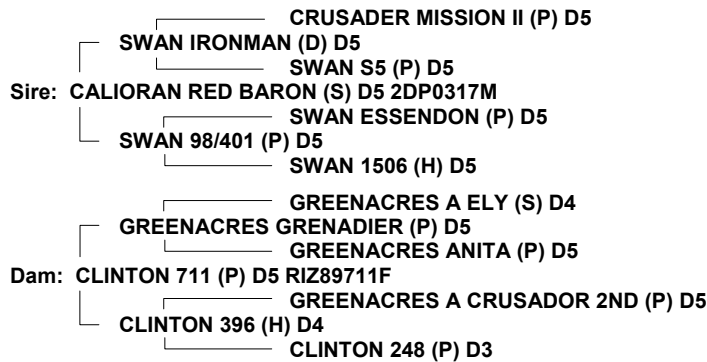 CRUSADER MISSION II (P) D5
SWAN IRONMAN (D) D5
SWAN S5 (P) D5
Sire: CALIORAN RED BARON (S) D5 2DP0317M
SWAN ESSENDON (P) D5
SWAN 98/401 (P) D5
SWAN 1506 (H) D5
GREENACRES A ELY (S) D4
GREENACRES GRENADIER (P) D5
GREENACRES ANITA (P) D5
Dam: CLINTON 711 (P) D5 RIZ89711F
GREENACRES A CRUSADOR 2ND (P) D5
CLINTON 396 (H) D4
CLINTON 248 (P) D3